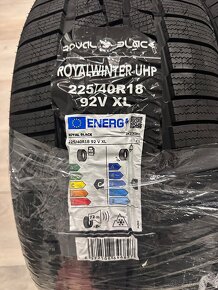 ROYAL BLACK
ROYALWINTER-UHP
225/40R18
92V XL
ENERG
ROYAL BLACK
225/40R18 92 V XL